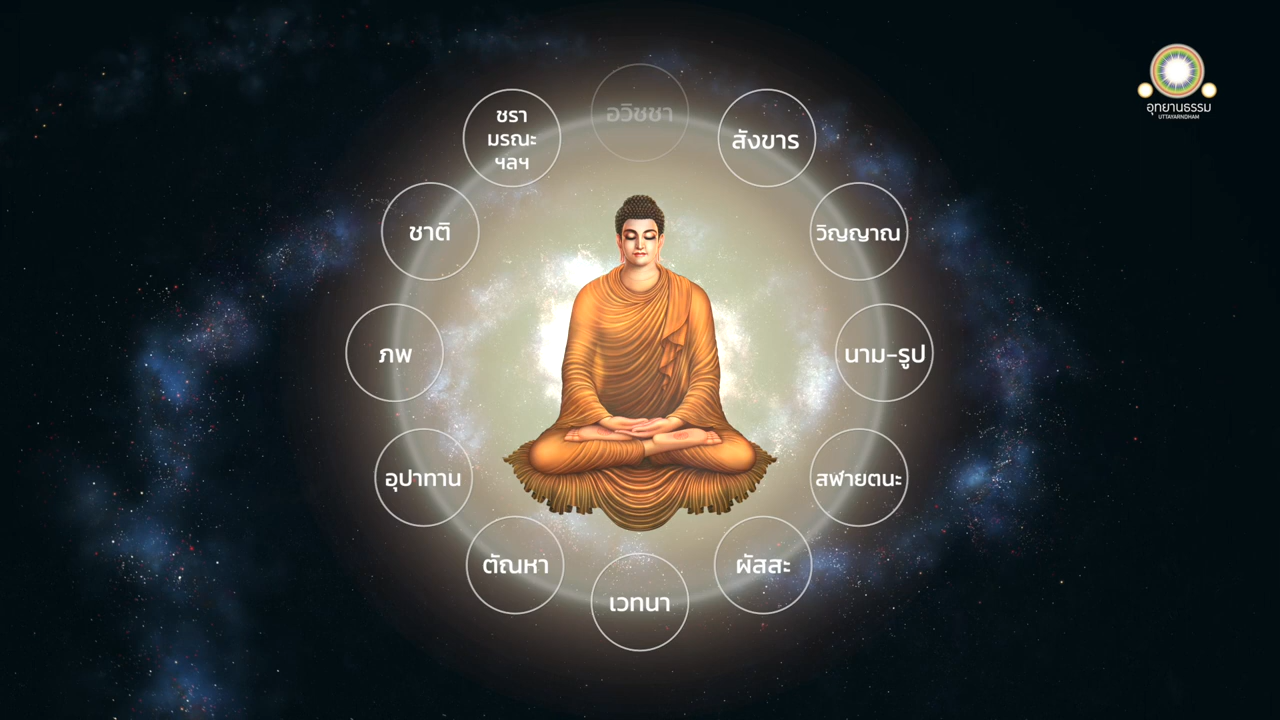 อวิชชา
สังขาร
วิญญาณ
นาม-รูป
สฬายตนะ
ผัสสะ
เวทนา
ตัณหา
อุปาทาน
ภพ
ชาติ
ชรา
มรณะ
ฯลฯ
อุทยานธรรม
UTTAYARNDHAM